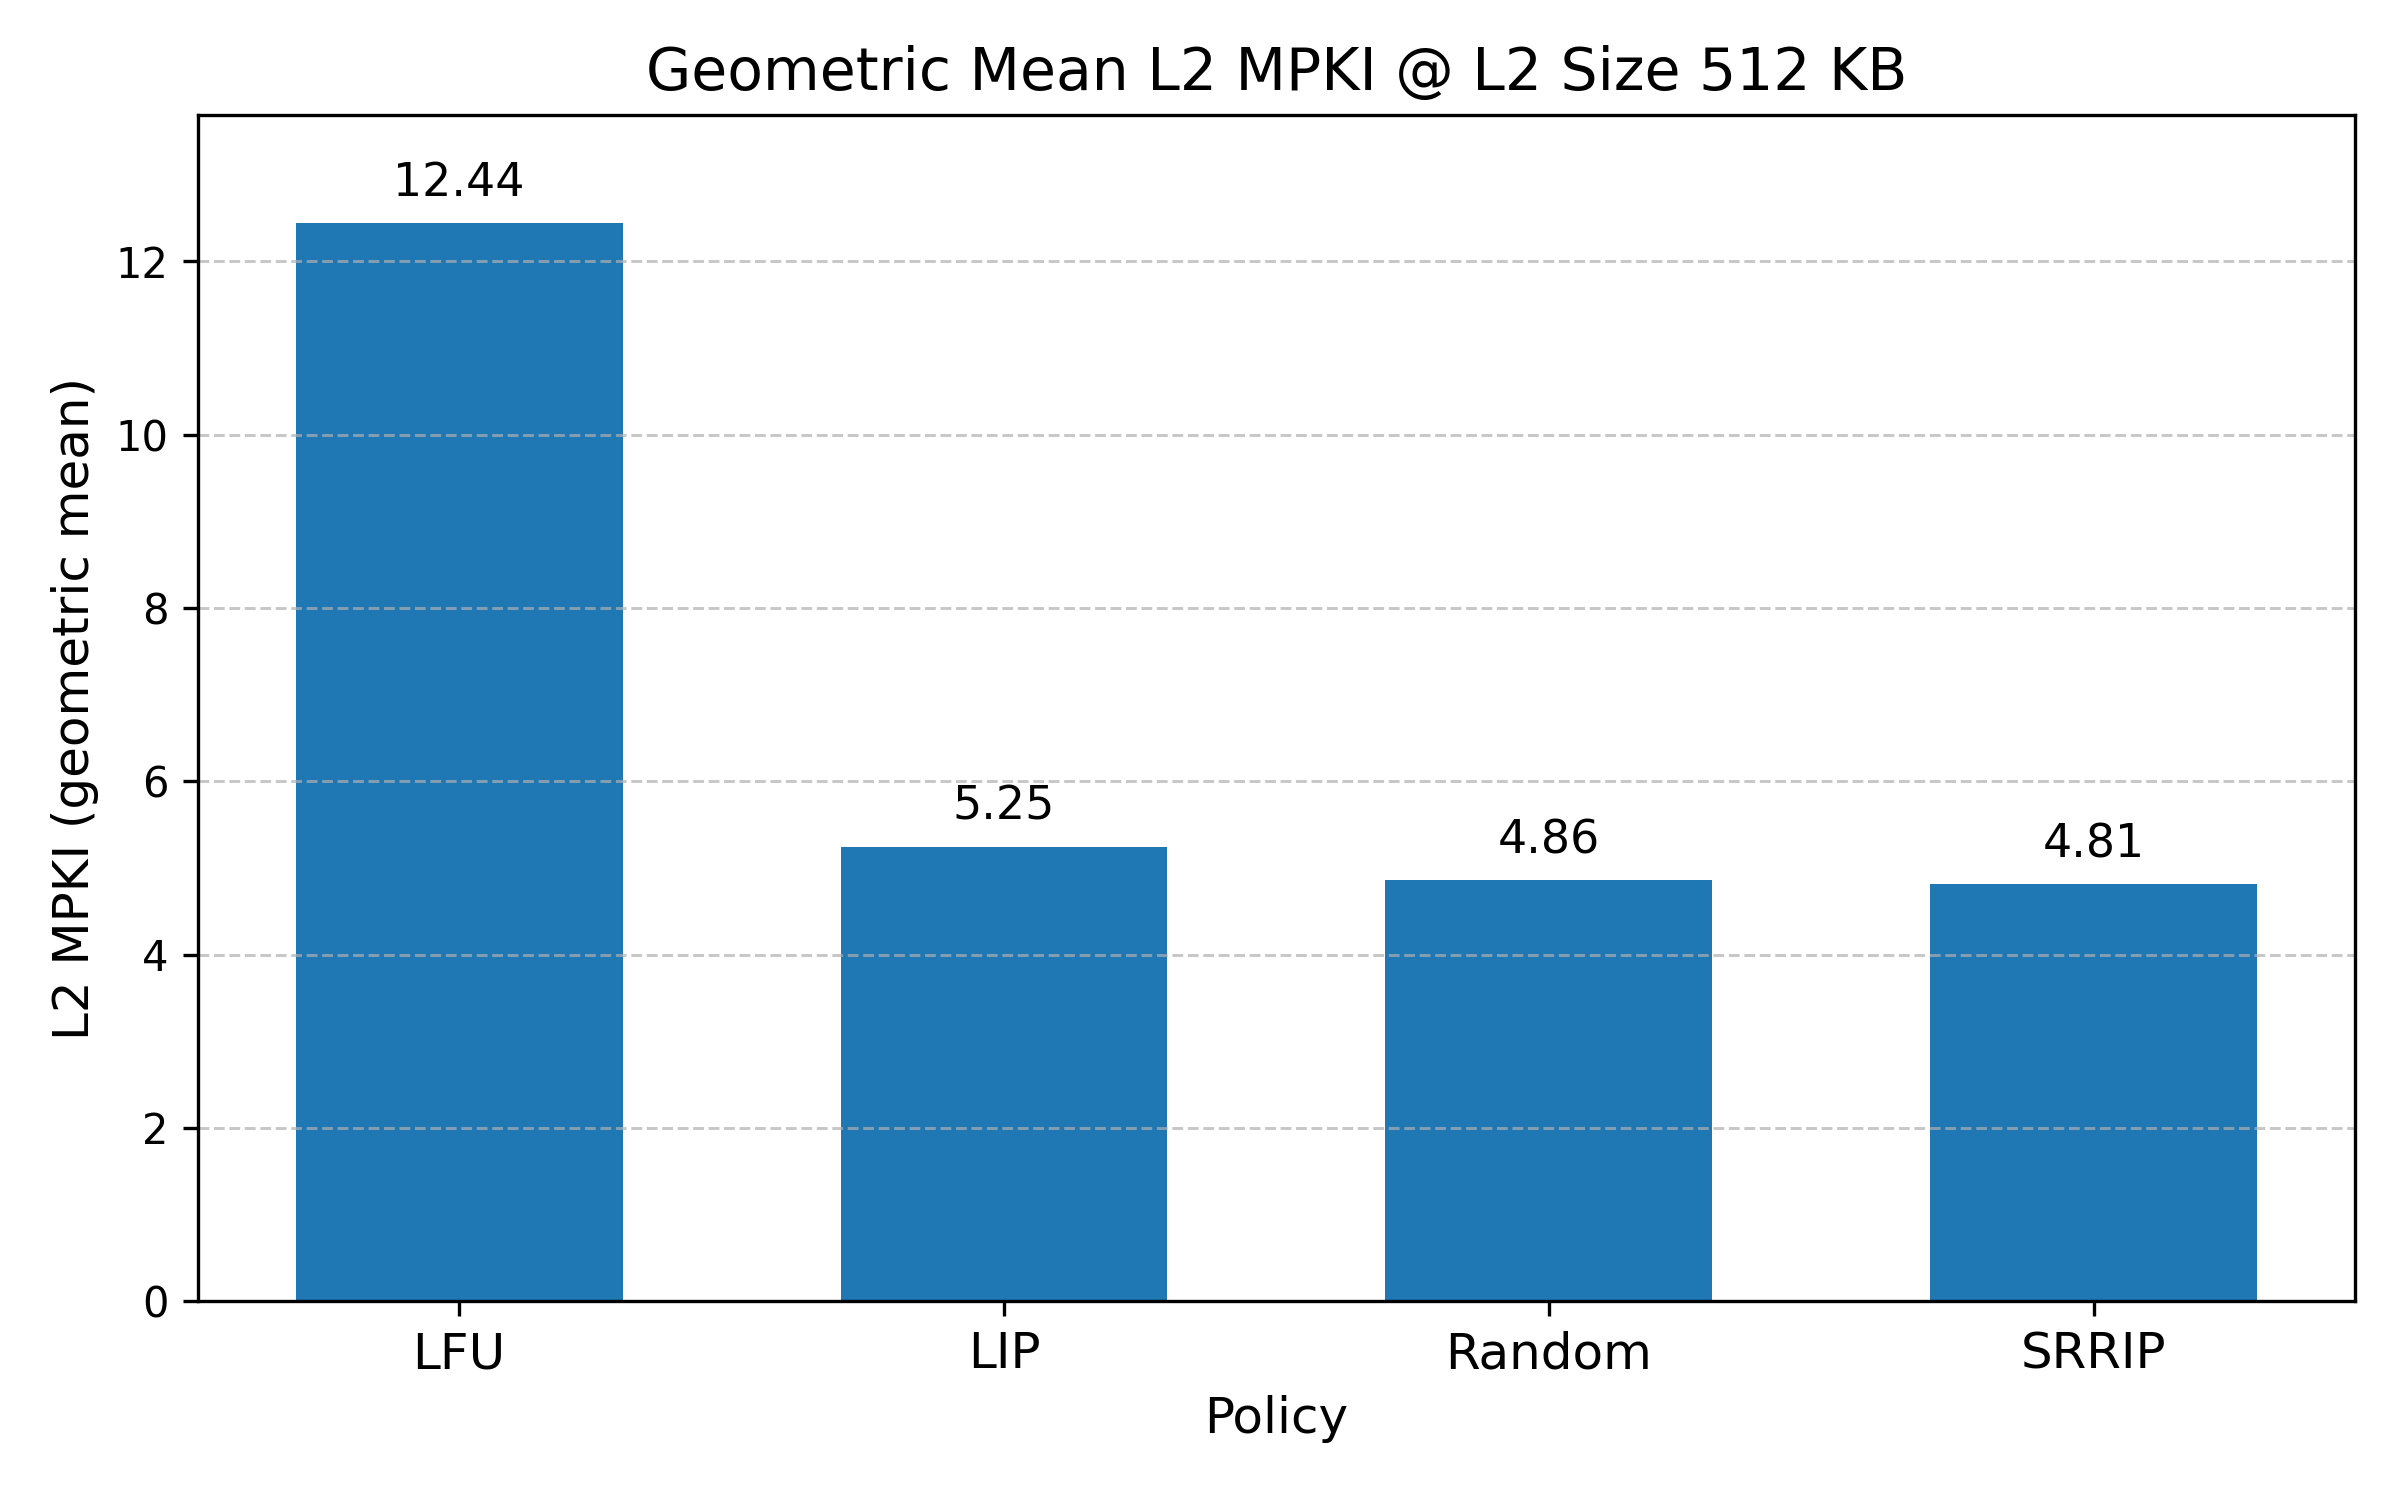 Geometric Mean L2 MPKI @ L2 Size 512 KB
L2 MPKI (geometric mean)
12
10
8
6
4
2
0
12.44
5.25
4.86
4.81
LFU
LIP
Random
SRRIP
Policy